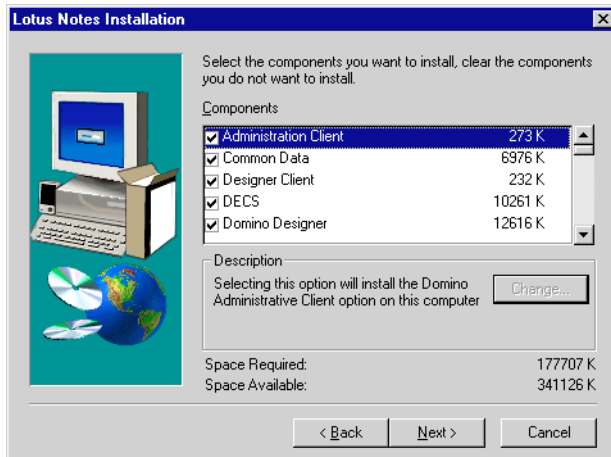 Lotus Notes Installation
Select the components you want to install, clear the components
you do not want to install.
Components
Administration Client 273 K
Common Data 6976 K
Designer Client 232 K
DECS 10261 K
Domino Designer 12616 K
Description
Selecting this option will install the Domino
Administrative Client option on this computer
Change...
Space Required: 177707 K
Space Available: 341126 K
< Back Next > Cancel